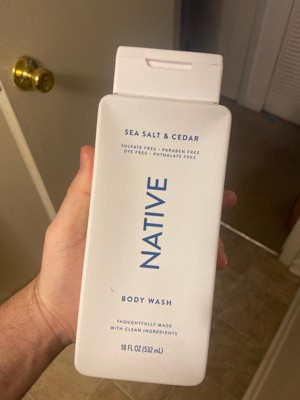 SEA SALT & CEDAR
SULFATE FREE • PARABEN FREE
DYE FREE • PHTHALATE FREE
NATIVE
BODY WASH
THOUGHTFULLY MADE
WITH CLEAN INGREDIENTS
18 FL OZ (532 mL)